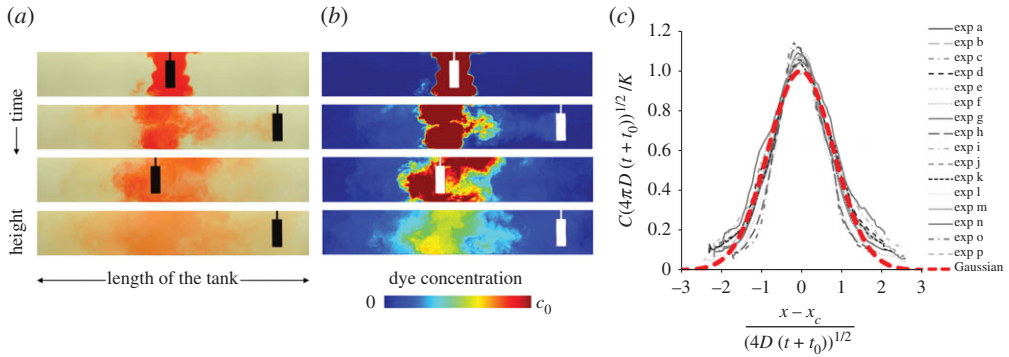 (a)
(b)
(c)
time
height
length of the tank
dye concentration
0
c0
C(4πD (t + t0))1/2/K
1.4
1.2
1.0
0.8
0.6
0.4
0.2
0
−3
−2
−1
0
1
2
3
x − xc
(4D (t + t0))1/2
exp a
exp b
exp c
exp d
exp e
exp f
exp g
exp h
exp i
exp j
exp k
exp l
exp m
exp n
exp o
exp p
Gaussian